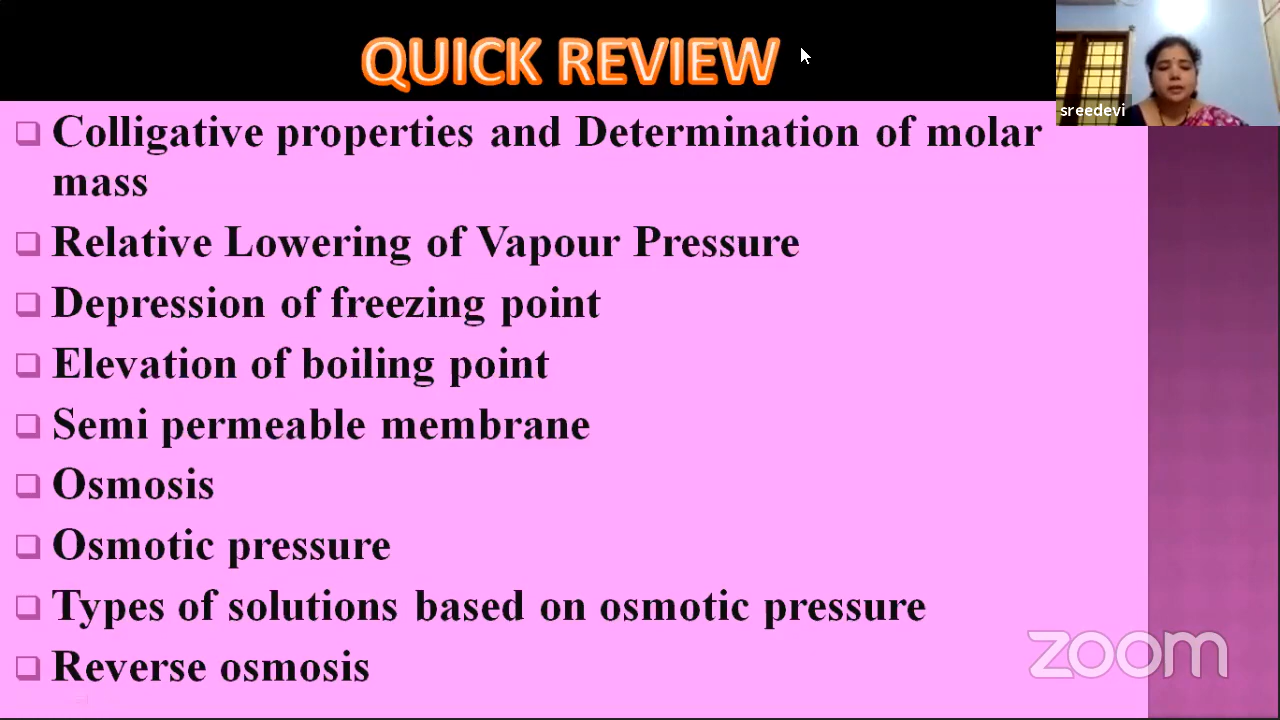 QUICK REVIEW
sreedevi
Colligative properties and Determination of molar
mass
Relative Lowering of Vapour Pressure
Depression of freezing point
Elevation of boiling point
Semi permeable membrane
Osmosis
Osmotic pressure
Types of solutions based on osmotic pressure
Reverse osmosis
zoom